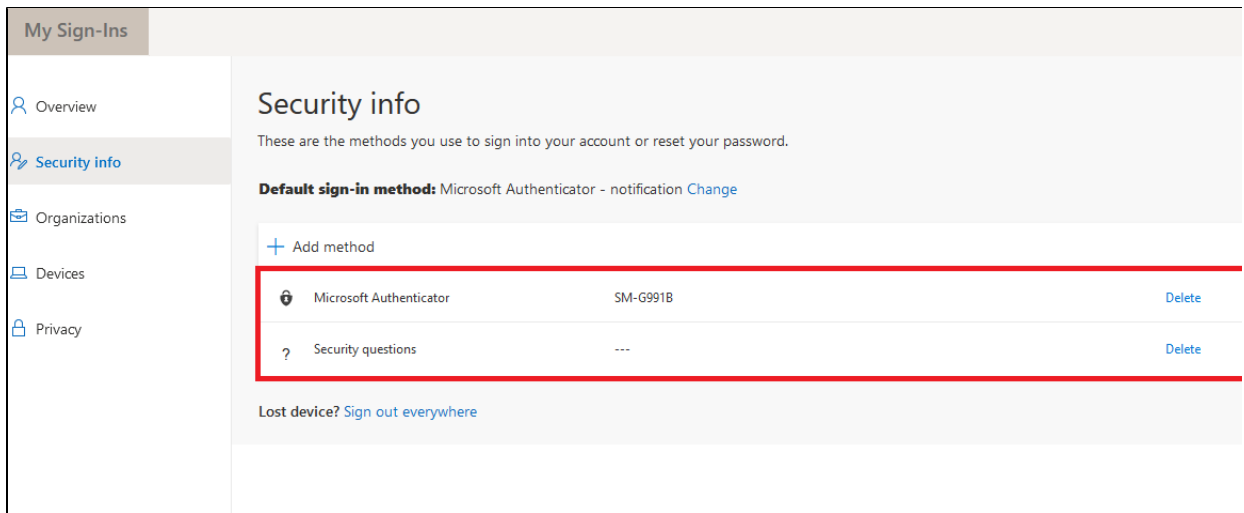 My Sign-Ins
Overview
Security info
Organizations
Devices
Privacy
Security info
These are the methods you use to sign into your account or reset your password.
Default sign-in method: Microsoft Authenticator - notification Change
+ Add method
Microsoft Authenticator SM-G991B Delete
? Security questions --- Delete
Lost device? Sign out everywhere